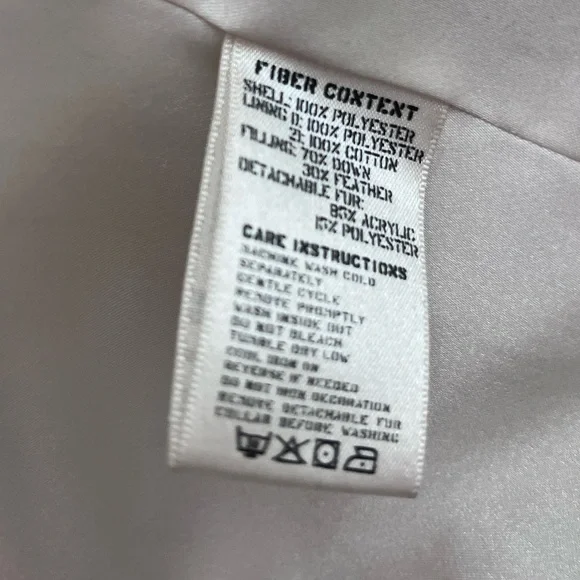 FIBER CONTEXT
SHELL: 100% POLYESTER
LINING 1): 100% POLYESTER
2): 100% COTTON
FILLING: 70% DOWN
30% FEATHER
DETACHABLE FUR:
85% ACRYLIC
15% POLYESTER
CARE IXSTRUCTIOXS
MACHINE WASH COLD
SEPARATELY
GENTLE CYCLE
REMOVE PROMPTLY
WASH INSIDE OUT
DO NOT BLEACH
TUMBLE DRY LOW
COOL IRON ON
REVERSE IF NEEDED
DO NOT IRON DECORATION
REMOVE DETACHABLE FUR
COLLAR BEFORE WASHING